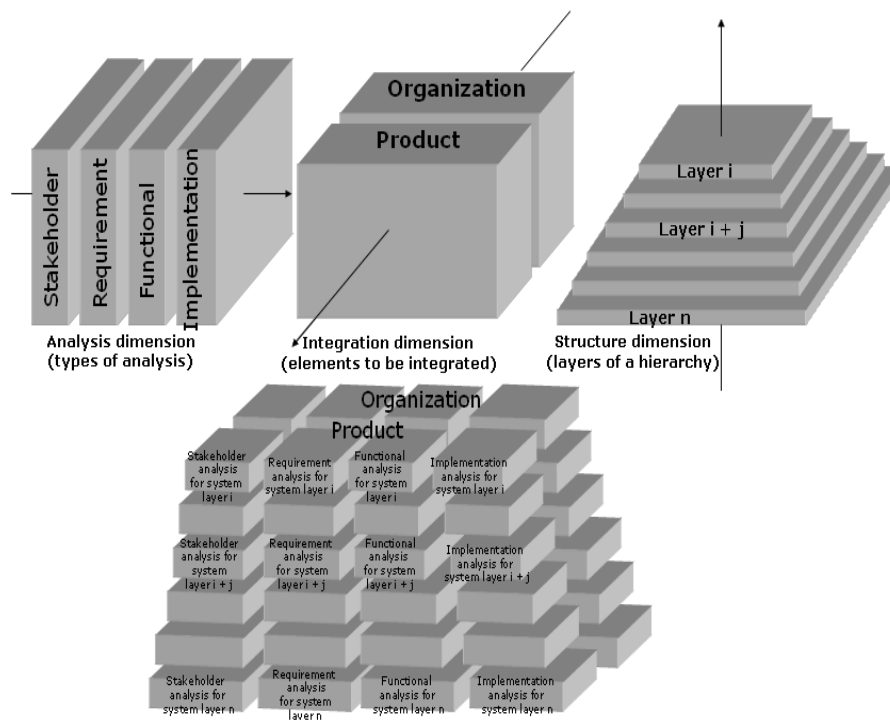 Stakeholder
Requirement
Functional
Implementation
Analysis dimension
(types of analysis)
Organization
Product
Integration dimension
(elements to be integrated)
Layer i
Layer i + j
Layer n
Structure dimension
(layers of a hierarchy)
Organization
Product
Stakeholder
analysis
for system
layer i
Requirement
analysis for
system layer i
Functional
analysis
for system
layer i
Implementation
analysis for
system layer i
Stakeholder
analysis for
system
layer i + j
Requirement
analysis for
system
layer i + j
Functional
analysis for
system
layer i + j
Implementation
analysis for
system layer i + j
Stakeholder
analysis for
system layer n
Requirement
analysis
for system
layer n
Functional
analysis for
system layer n
Implementation
analysis for
system layer n